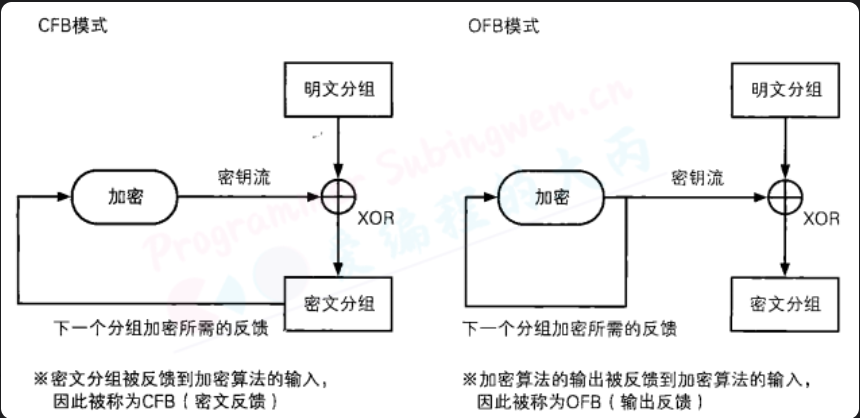 CFB模式
明文分组
加密
密钥流
XOR
密文分组
下一个分组加密所需的反馈
※密文分组被反馈到加密算法的输入，
因此被称为CFB（密文反馈）
OFB模式
明文分组
加密
密钥流
XOR
密文分组
下一个分组加密所需的反馈
※加密算法的输出被反馈到加密算法的输入，
因此被称为OFB（输出反馈）
Programmer Subingwen.cn
爱编程的大丙